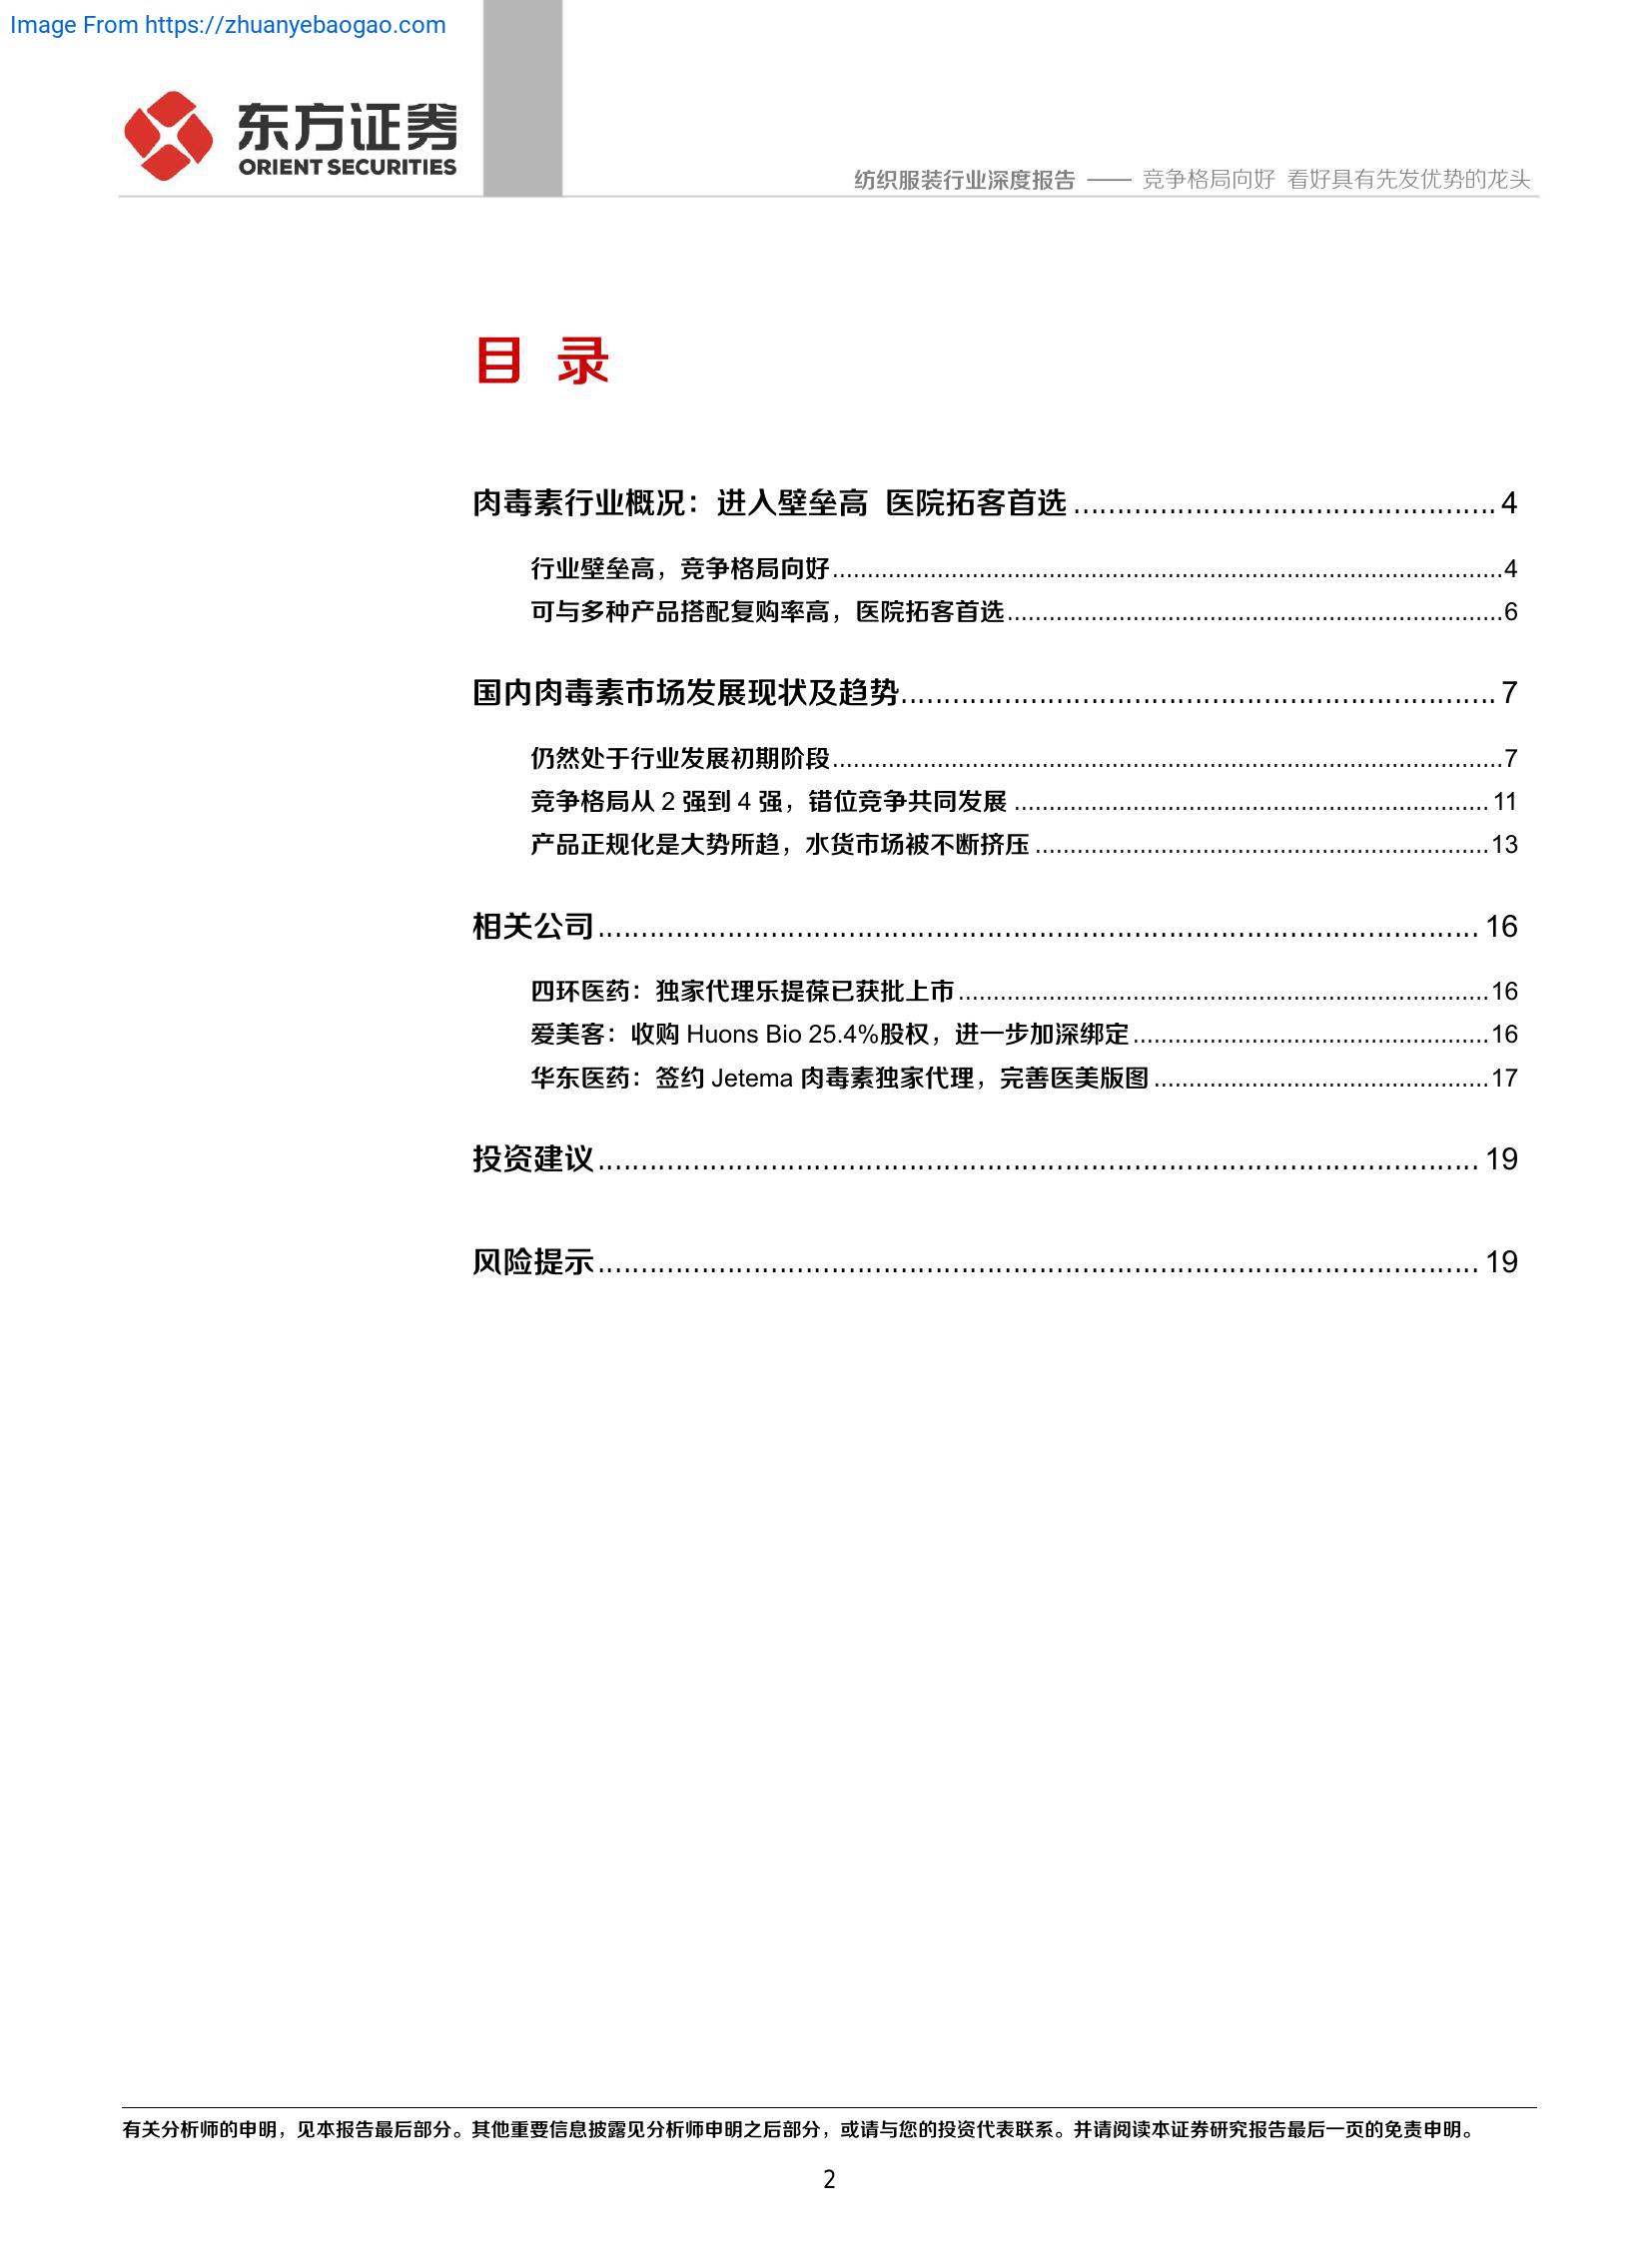 Image From https://zhuanyebaogao.com
东方证券
ORIENT SECURITIES
纺织服装行业深度报告 —— 竞争格局向好 看好具有先发优势的龙头
目 录
肉毒素行业概况：进入壁垒高 医院拓客首选 ................................................ 4
行业壁垒高，竞争格局向好 ................................................ 4
可与多种产品搭配复购率高，医院拓客首选 ................................................ 6
国内肉毒素市场发展现状及趋势 ................................................ 7
仍然处于行业发展初期阶段 ................................................ 7
竞争格局从 2 强到 4 强，错位竞争共同发展 ................................................ 11
产品正规化是大势所趋，水货市场被不断挤压 ................................................ 13
相关公司 ................................................ 16
四环医药：独家代理乐提葆已获批上市 ................................................ 16
爱美客：收购 Huons Bio 25.4%股权，进一步加深绑定 ................................................ 16
华东医药：签约 Jetema 肉毒素独家代理，完善医美版图 ................................................ 17
投资建议 ................................................ 19
风险提示 ................................................ 19
有关分析师的申明，见本报告最后部分。其他重要信息披露见分析师申明之后部分，或请与您的投资代表联系。并请阅读本证券研究报告最后一页的免责申明。
2